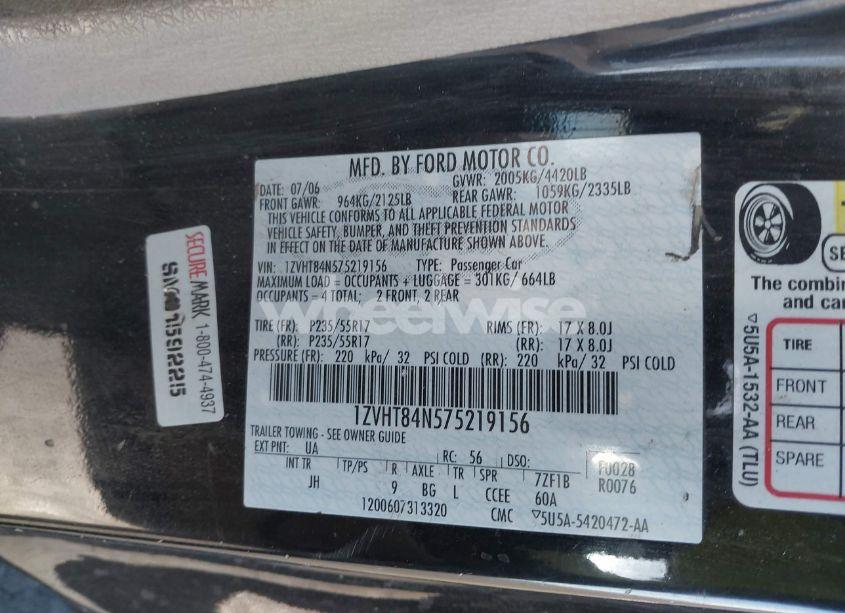 MFD. BY FORD MOTOR CO.
DATE: 07/06 GVWR: 2005KG/4420LB
FRONT GAWR: 964KG/2125LB REAR GAWR: 1059KG/2335LB
THIS VEHICLE CONFORMS TO ALL APPLICABLE FEDERAL MOTOR
VEHICLE SAFETY, BUMPER, AND THEFT PREVENTION STANDARDS
IN EFFECT ON THE DATE OF MANUFACTURE SHOWN ABOVE.
VIN: 1ZVHT84N575219156 TYPE: Passenger Car
MAXIMUM LOAD = OCCUPANTS + LUGGAGE = 301KG/664LB
OCCUPANTS = 4 TOTAL; 2 FRONT, 2 REAR
wheelwise
TIRE (FR): P235/55R17 RIMS (FR): 17 X 8.0J
(RR): P235/55R17 (RR): 17 X 8.0J
PRESSURE (FR): 220 kPa/ 32 PSI COLD (RR): 220 kPa/ 32 PSI COLD
1ZVHT84N575219156
TRAILER TOWING - SEE OWNER GUIDE
EXT PNT: UA RC: 56 DSO: F0028
INT TR TP/PS R AXLE TR SPR 7ZF1B R0076
JH 9 BG L CCEE 60A
1200607313320 CMC ▽5U5A-5420472-AA
SECUREMARK 1-800-474-4937
▽5U5A-1532-AA (TLU)
SE
The combin
and car
TIRE
FRONT
REAR
SPARE